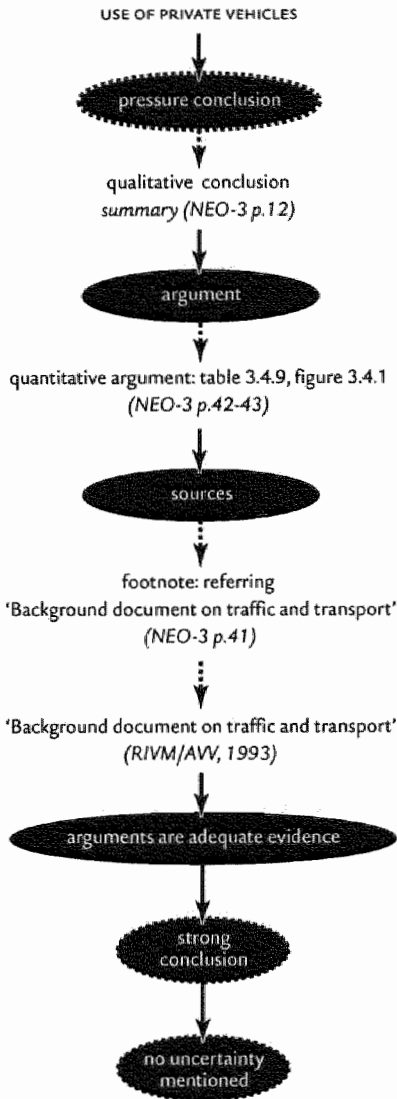 USE OF PRIVATE VEHICLES
pressure conclusion
qualitative conclusion
summary (NEO-3 p.12)
argument
quantitative argument: table 3.4.9, figure 3.4.1
(NEO-3 p.42-43)
sources
footnote: referring
'Background document on traffic and transport'
(NEO-3 p.41)
'Background document on traffic and transport'
(RIVM/AVV, 1993)
arguments are adequate evidence
strong
conclusion
no uncertainty
mentioned